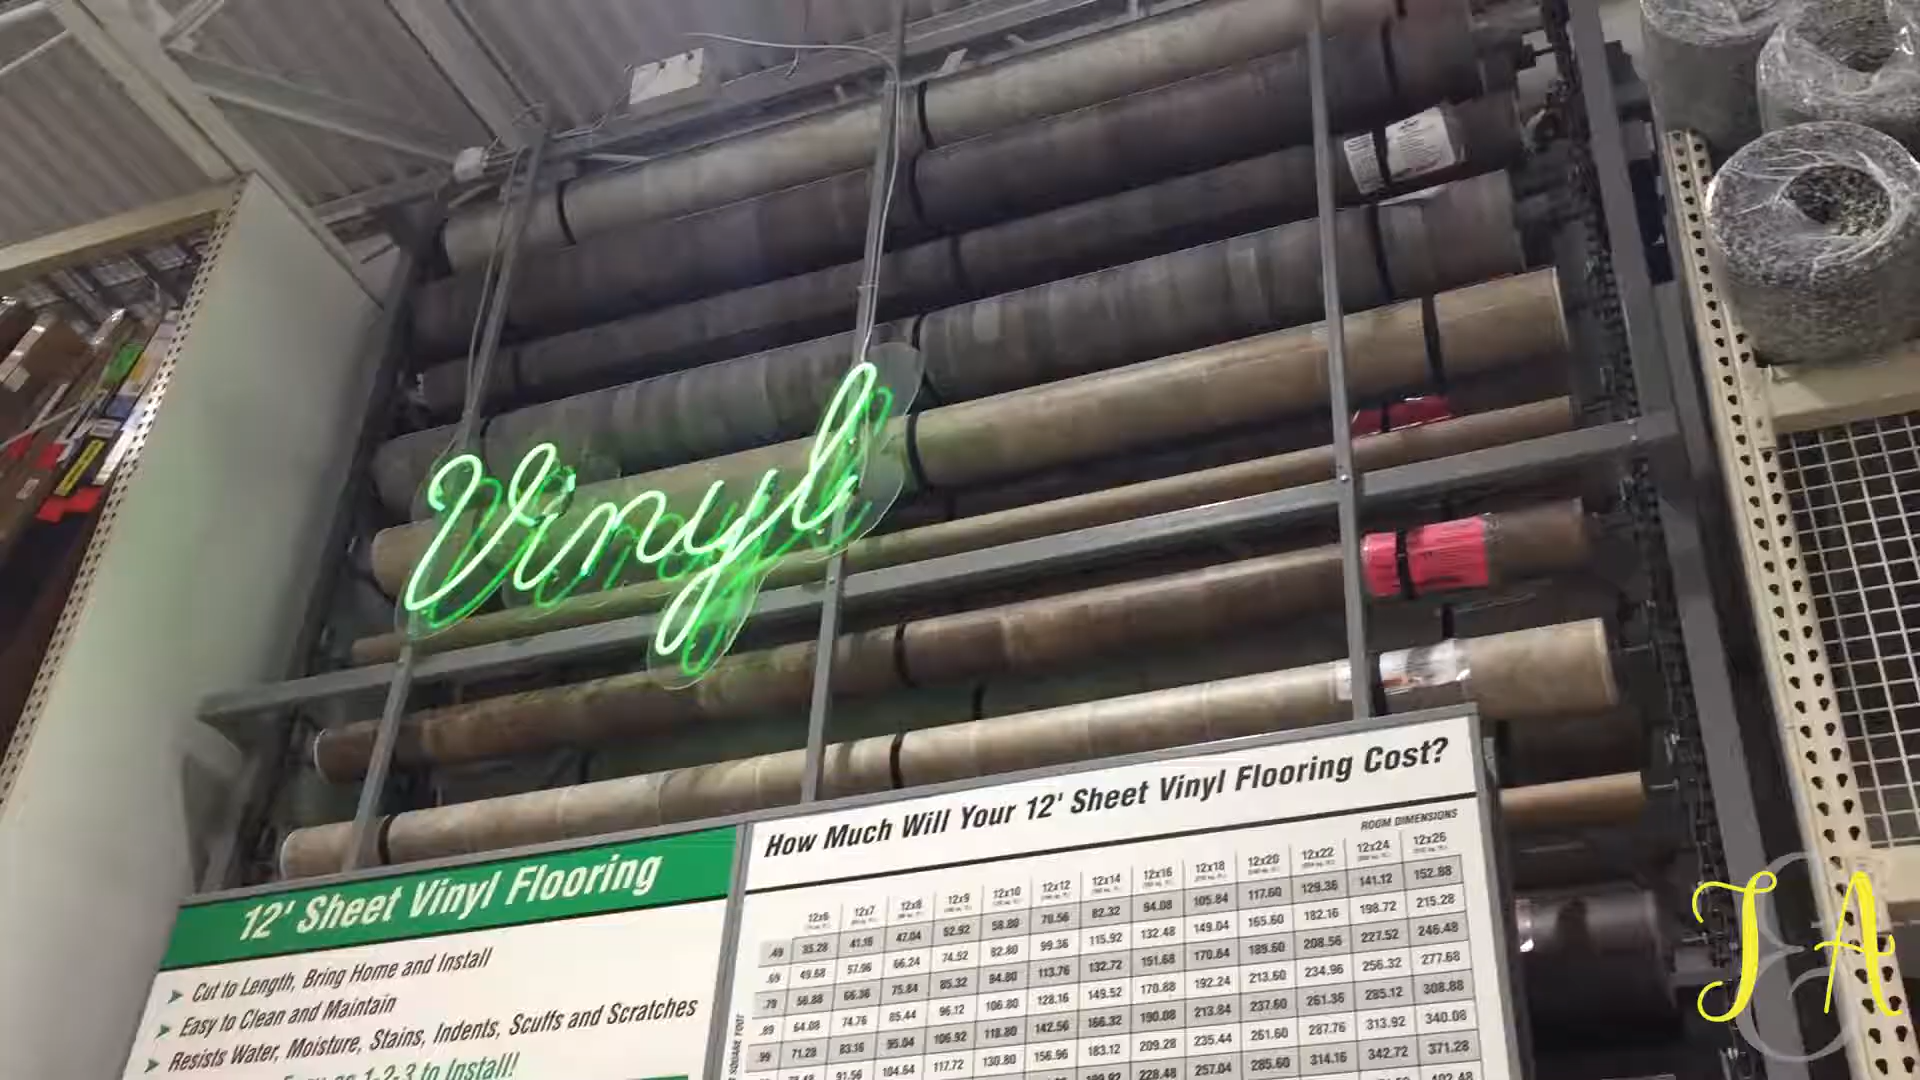 Vinyl
12' Sheet Vinyl Flooring
Cut to Length, Bring Home and Install
Easy to Clean and Maintain
Resists Water, Moisture, Stains, Indents, Scuffs and Scratches
1-2-3 to Install!
How Much Will Your 12' Sheet Vinyl Flooring Cost?
ROOM DIMENSIONS
12x6 12x7 12x8 12x9 12x10 12x12 12x14 12x16 12x18 12x20 12x22 12x24 12x26
.49 35.28 41.16 47.04 52.92 58.80 70.56 82.32 94.08 105.84 117.60 129.36 141.12 152.88
.69 49.68 57.96 66.24 74.52 82.80 99.36 115.92 132.48 149.04 165.60 182.16 198.72 215.28
.79 56.88 66.36 75.84 85.32 94.80 113.76 132.72 151.68 170.64 189.60 208.56 227.52 246.48
.89 64.08 74.76 85.44 96.12 106.80 128.16 149.52 170.88 192.24 213.60 234.96 256.32 277.68
.99 71.28 83.16 95.04 106.92 118.80 142.56 166.32 190.08 213.84 237.60 261.36 285.12 308.88
91.56 104.64 117.72 130.80 156.96 183.12 209.28 235.44 261.60 287.76 313.92 340.08
228.48 257.04 285.60 314.16 342.72 371.28
SQUARE FOOT
J&A